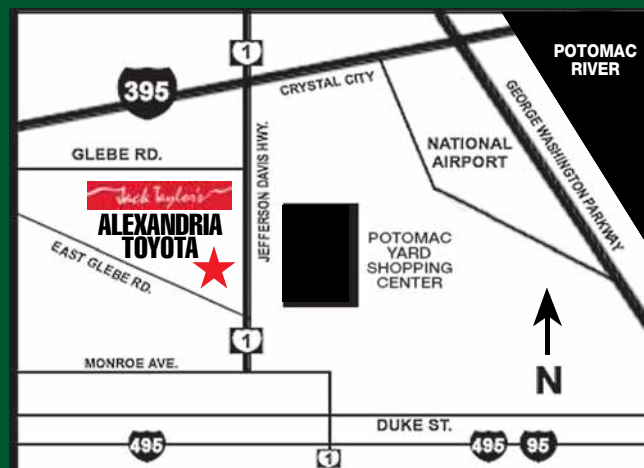 POTOMAC
RIVER
1
395
CRYSTAL CITY
GEORGE WASHINGTON PARKWAY
GLEBE RD.
JEFFERSON DAVIS HWY.
NATIONAL
AIRPORT
Jack Taylor's
ALEXANDRIA
TOYOTA
EAST GLEBE RD.
POTOMAC
YARD
SHOPPING
CENTER
1
MONROE AVE.
N
DUKE ST.
495
1
495
95